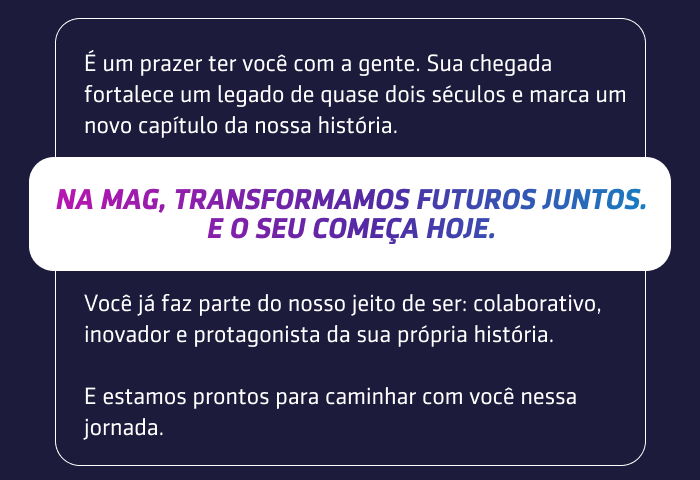 É um prazer ter você com a gente. Sua chegada
fortalece um legado de quase dois séculos e marca um
novo capítulo da nossa história.
NA MAG, TRANSFORMAMOS FUTUROS JUNTOS.
E O SEU COMEÇA HOJE.
Você já faz parte do nosso jeito de ser: colaborativo,
inovador e protagonista da sua própria história.
E estamos prontos para caminhar com você nessa
jornada.